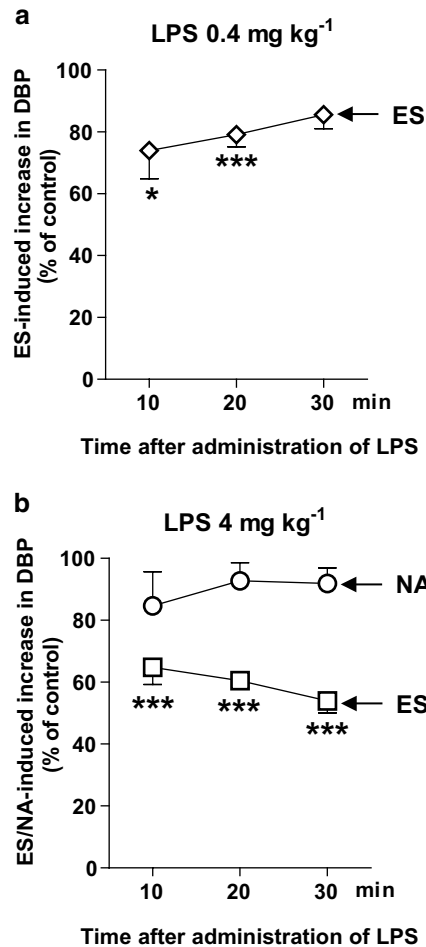 a
LPS 0.4 mg kg⁻¹
ES-induced increase in DBP
(% of control)
100
80
60
40
20
0
ES
*
***
10 20 30 min
Time after administration of LPS
b
LPS 4 mg kg⁻¹
ES/NA-induced increase in DBP
(% of control)
100
80
60
40
20
0
NA
ES
*** *** ***
10 20 30 min
Time after administration of LPS